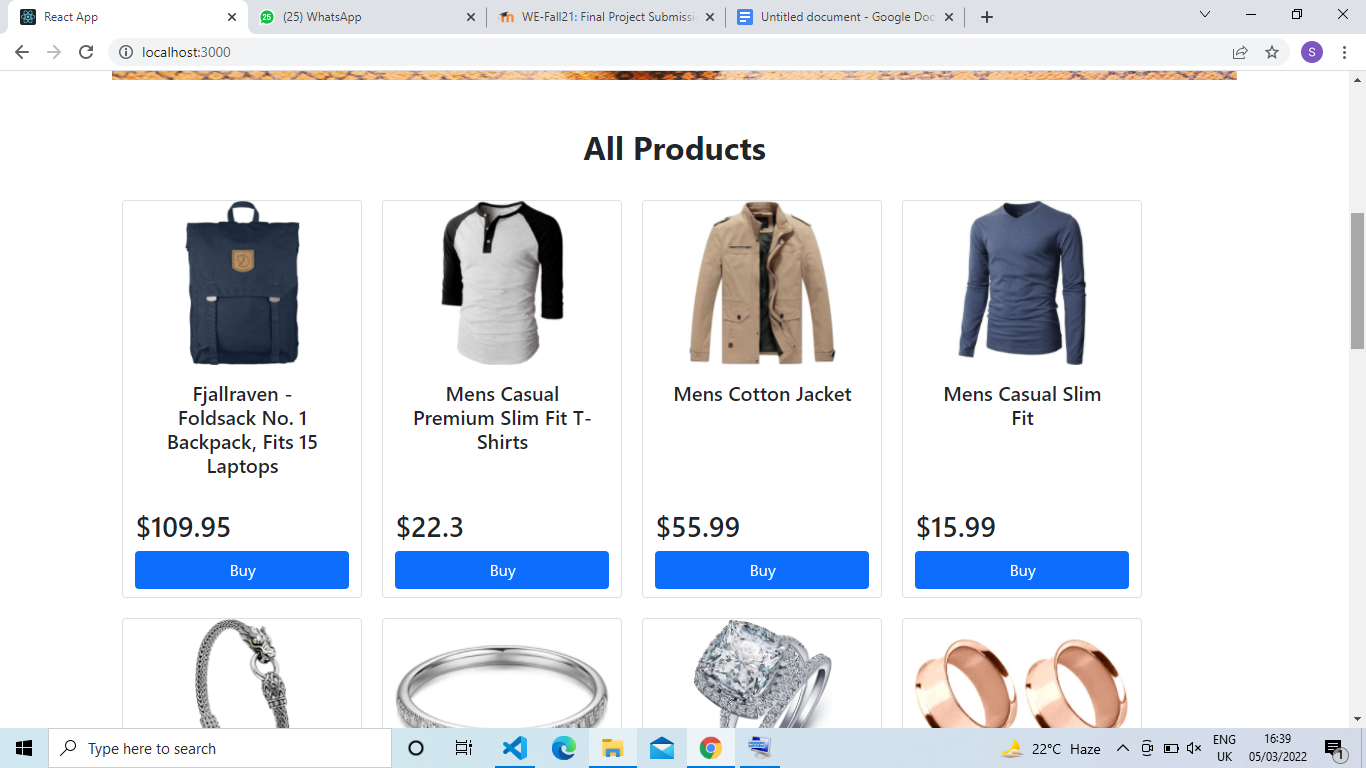 React App
(25) WhatsApp
WE-Fall21: Final Project Submissi
Untitled document - Google Doc
localhost:3000
S
All Products
Fjallraven -
Foldsack No. 1
Backpack, Fits 15
Laptops
Mens Casual
Premium Slim Fit T-
Shirts
Mens Cotton Jacket
Mens Casual Slim
Fit
$109.95
$22.3
$55.99
$15.99
Buy
Buy
Buy
Buy
Type here to search
22°C Haze
ENG
UK
16:39
05/03/2022
1